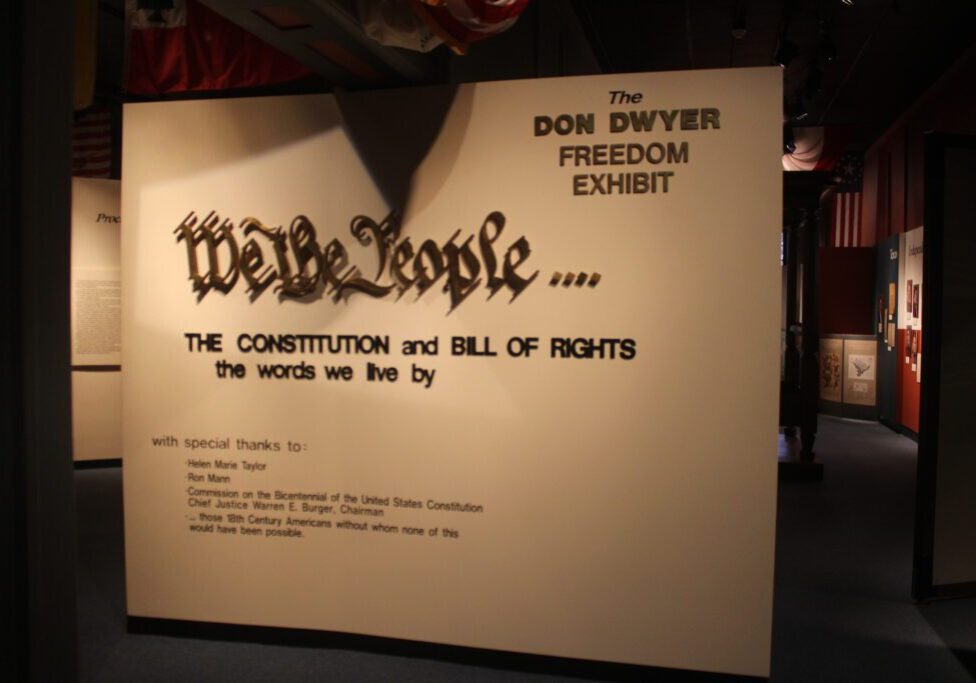 The
DON DWYER
FREEDOM
EXHIBIT
We the People ....
THE CONSTITUTION and BILL OF RIGHTS
the words we live by
with special thanks to:
·Helen Marie Taylor
·Ron Mann
·Commission on the Bicentennial of the United States Constitution
Chief Justice Warren E. Burger, Chairman
·... those 18th Century Americans without whom none of this
would have been possible.